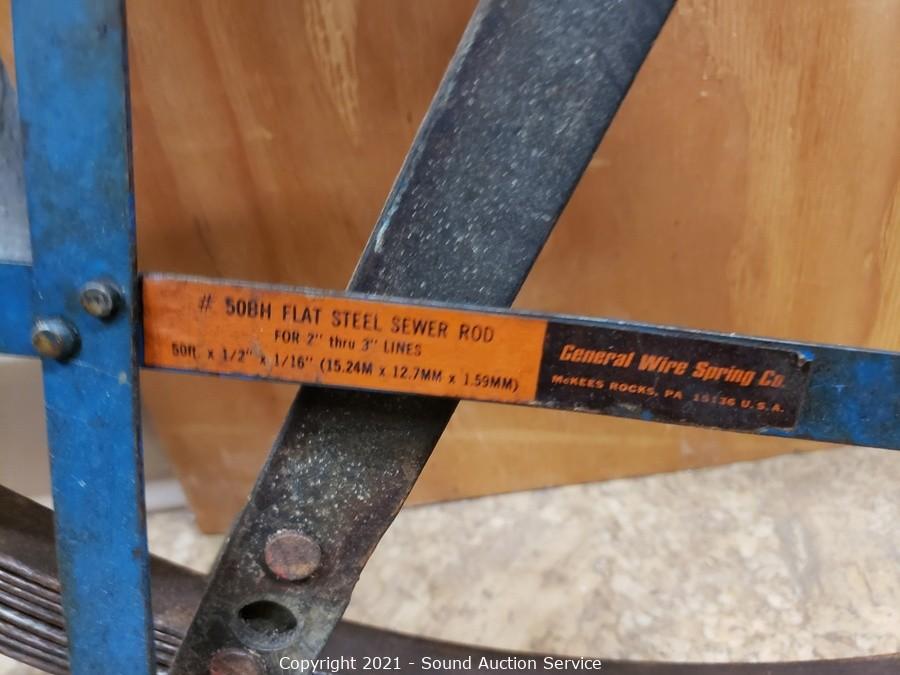 # 50BH FLAT STEEL SEWER ROD
FOR 2" thru 3" LINES
50ft. x 1/2" x 1/16" (15.24M x 12.7MM x 1.59MM)
General Wire Spring Co.
McKEES ROCKS, PA 15136 U.S.A.
Copyright 2021 - Sound Auction Service